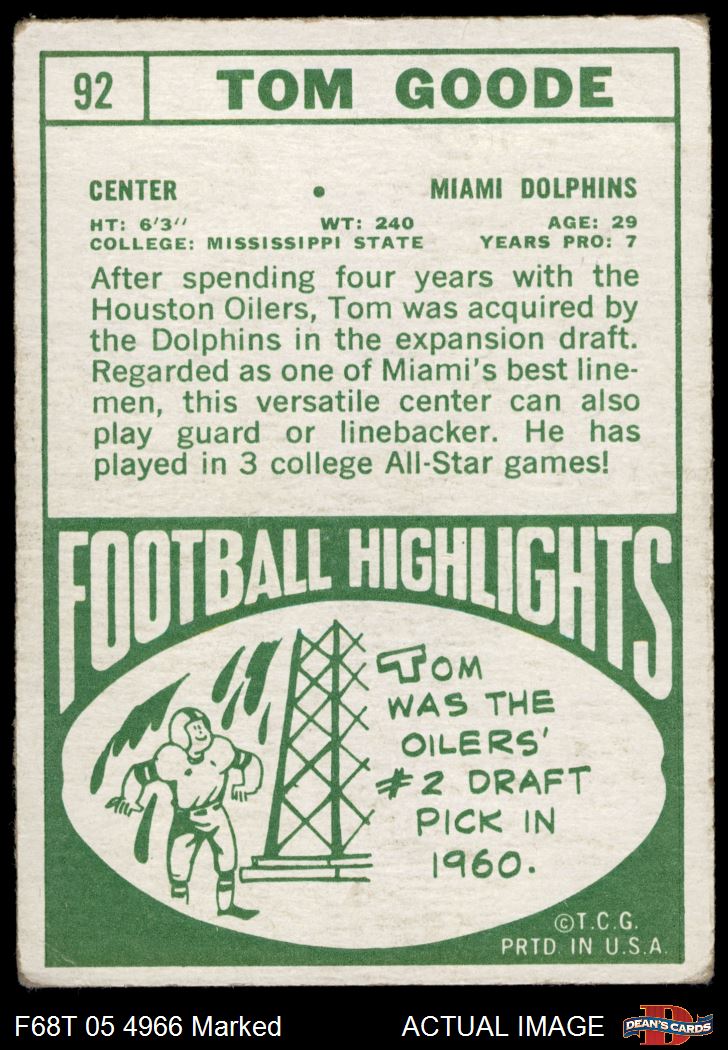 92 TOM GOODE
CENTER • MIAMI DOLPHINS
HT: 6'3'' WT: 240 AGE: 29
COLLEGE: MISSISSIPPI STATE YEARS PRO: 7
After spending four years with the
Houston Oilers, Tom was acquired by
the Dolphins in the expansion draft.
Regarded as one of Miami's best line-
men, this versatile center can also
play guard or linebacker. He has
played in 3 college All-Star games!
FOOTBALL HIGHLIGHTS
TOM
WAS THE
OILERS'
#2 DRAFT
PICK IN
1960.
©T.C.G.
PRTD. IN U.S.A.
F68T 05 4966 Marked ACTUAL IMAGE DEAN'S CARDS